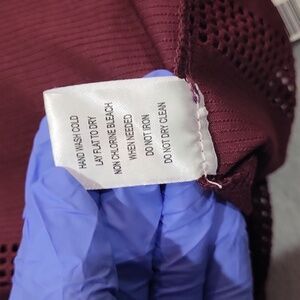 HAND WASH COLD
LAY FLAT TO DRY
NON CHLORINE BLEACH
WHEN NEEDED
DO NOT IRON
DO NOT DRY CLEAN